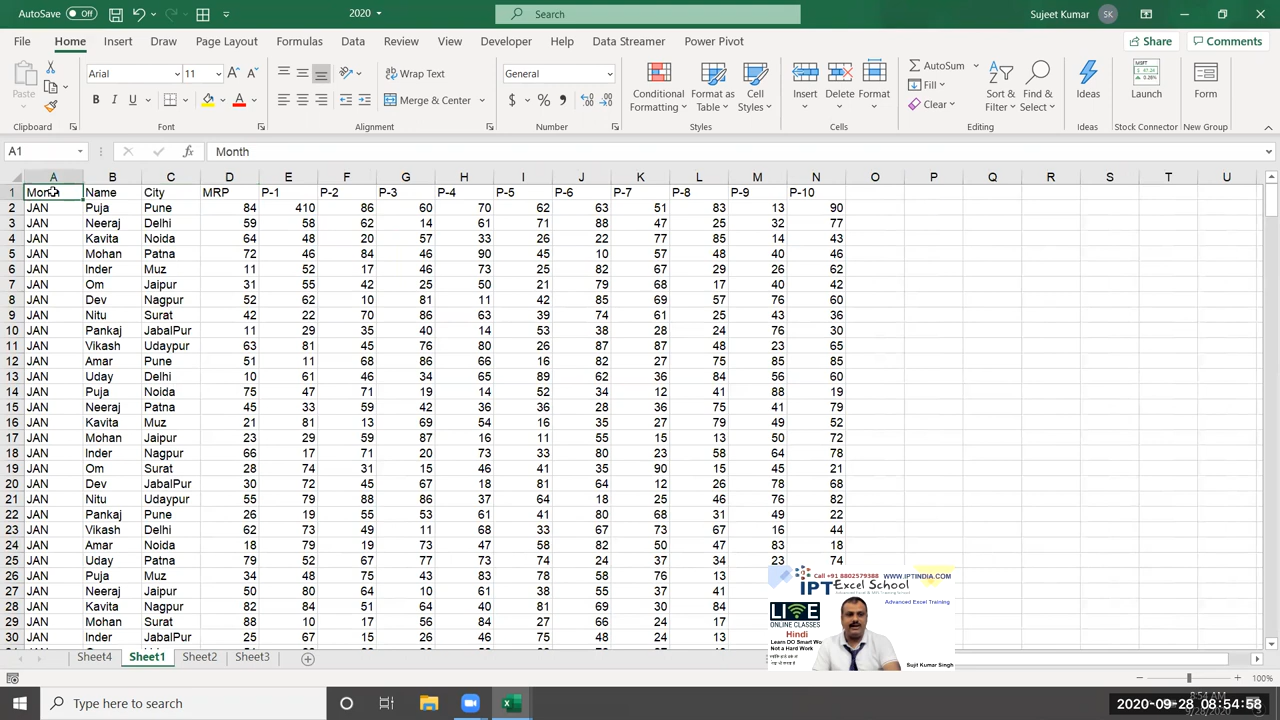 AutoSave Off 2020 Search Sujeet Kumar SK
File Home Insert Draw Page Layout Formulas Data Review View Developer Help Data Streamer Power Pivot Share Comments
Paste Arial 11 Wrap Text General Conditional Formatting Format as Table Cell Styles Insert Delete Format AutoSum Fill Clear Sort & Filter Find & Select Ideas Launch Form
B I U A Merge & Center $ % ,
Clipboard Font Alignment Number Styles Cells Editing Ideas Stock Connector New Group
A1 fx Month
A B C D E F G H I J K L M N O P Q R S T U
1 Month Name City MRP P-1 P-2 P-3 P-4 P-5 P-6 P-7 P-8 P-9 P-10
2 JAN Puja Pune 84 410 86 60 70 62 63 51 83 13 90
3 JAN Neeraj Delhi 59 58 62 14 61 71 88 47 25 32 77
4 JAN Kavita Noida 64 48 20 57 33 26 22 77 85 14 43
5 JAN Mohan Patna 72 46 84 46 90 45 10 57 48 40 46
6 JAN Inder Muz 11 52 17 46 73 25 82 67 29 26 62
7 JAN Om Jaipur 31 55 42 25 50 21 79 68 17 40 42
8 JAN Dev Nagpur 52 62 10 81 11 42 85 69 57 76 60
9 JAN Nitu Surat 42 22 70 86 63 39 74 61 25 43 36
10 JAN Pankaj JabalPur 11 29 35 40 14 53 38 28 24 76 30
11 JAN Vikash Udaypur 63 81 45 76 80 26 87 87 48 23 65
12 JAN Amar Pune 51 11 68 86 66 16 82 27 75 85 85
13 JAN Uday Delhi 10 61 46 34 65 89 62 36 84 56 60
14 JAN Puja Noida 75 47 71 19 14 52 34 12 41 88 19
15 JAN Neeraj Patna 45 33 59 42 36 36 28 36 75 41 79
16 JAN Kavita Muz 21 81 13 69 54 16 35 27 79 49 52
17 JAN Mohan Jaipur 23 29 59 87 16 11 55 15 13 50 72
18 JAN Inder Nagpur 66 17 71 20 73 33 80 23 58 64 78
19 JAN Om Surat 28 74 31 15 46 41 35 90 15 45 21
20 JAN Dev JabalPur 30 72 45 67 18 81 64 12 26 78 68
21 JAN Nitu Udaypur 55 79 88 86 37 64 18 25 46 76 82
22 JAN Pankaj Pune 26 19 55 53 61 41 80 68 31 49 22
23 JAN Vikash Delhi 62 73 49 11 68 33 67 73 67 16 44
24 JAN Amar Noida 18 79 19 73 47 58 82 50 47 83 18
25 JAN Uday Patna 79 52 67 77 73 74 24 37 34 23 74
26 JAN Puja Muz 34 48 75 43 83 78 58 76 13
27 JAN Neeraj Jaipur 50 80 64 10 61 38 55 37 41
28 JAN Kavita Nagpur 82 84 51 64 40 81 69 30 84
29 JAN Mohan Surat 88 10 17 56 84 27 66 24 17
30 JAN Inder JabalPur 25 67 15 26 46 75 48 24 13
Call +91 8802579388 WWW.IPTINDIA.COM
IPT Excel School
Advanced Excel Training
LIVE
ONLINE CLASSES
Hindi
Learn DO Smart Wo
Not a Hard Work
Sujit Kumar Singh
Sheet4 Sheet1 Sheet2 Sheet3
100%
Type here to search
2020-09-28 08:54:58